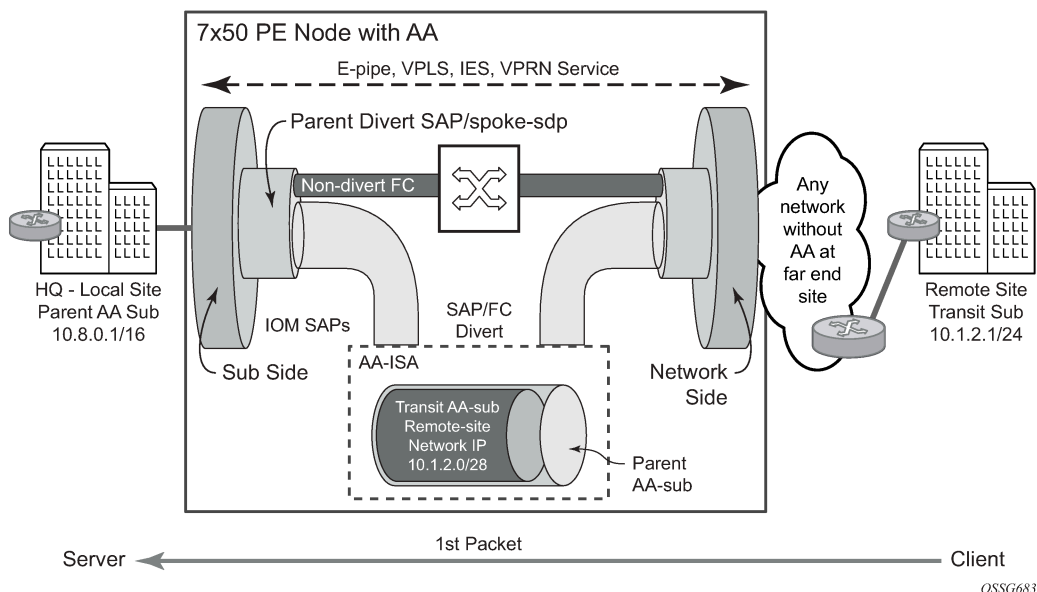 7x50 PE Node with AA
E-pipe, VPLS, IES, VPRN Service
Parent Divert SAP/spoke-sdp
Non-divert FC
Any
network
without
AA at
far end
site
HQ - Local Site
Parent AA Sub
10.8.0.1/16
Remote Site
Transit Sub
10.1.2.1/24
IOM SAPs
SAP/FC
Divert
Sub Side
AA-ISA
Network
Side
Transit AA-sub
Remote-site
Network IP
10.1.2.0/28
Parent
AA-sub
1st Packet
Server
Client
OSSG683